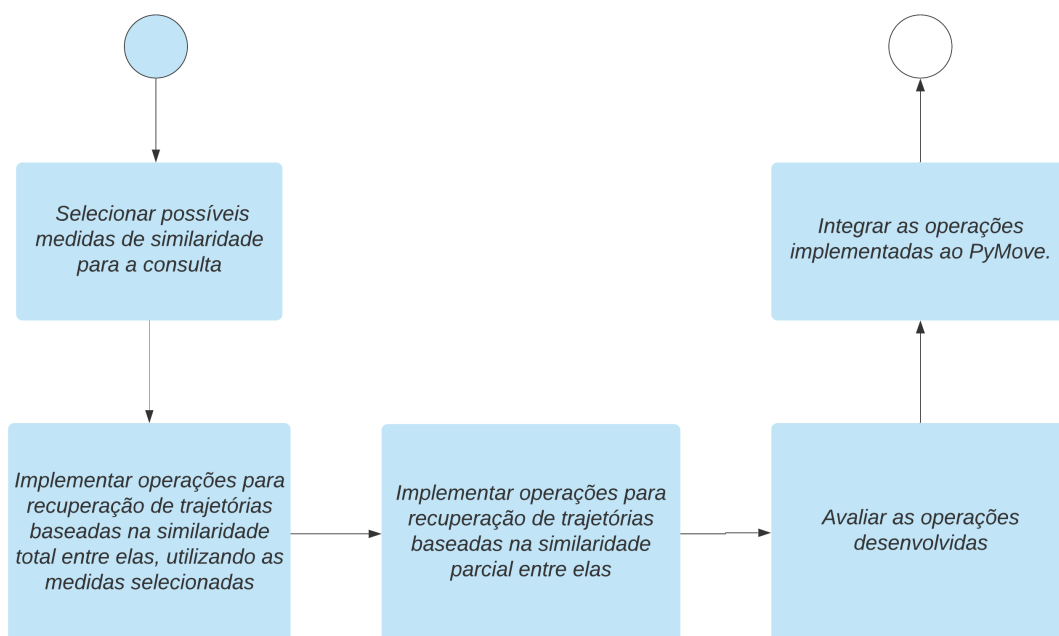 Selecionar possíveis
medidas de similaridade
para a consulta
Implementar operações para
recuperação de trajetórias
baseadas na similaridade
total entre elas, utilizando as
medidas selecionadas
Implementar operações para
recuperação de trajetórias
baseadas na similaridade
parcial entre elas
Avaliar as operações
desenvolvidas
Integrar as operações
implementadas ao PyMove.